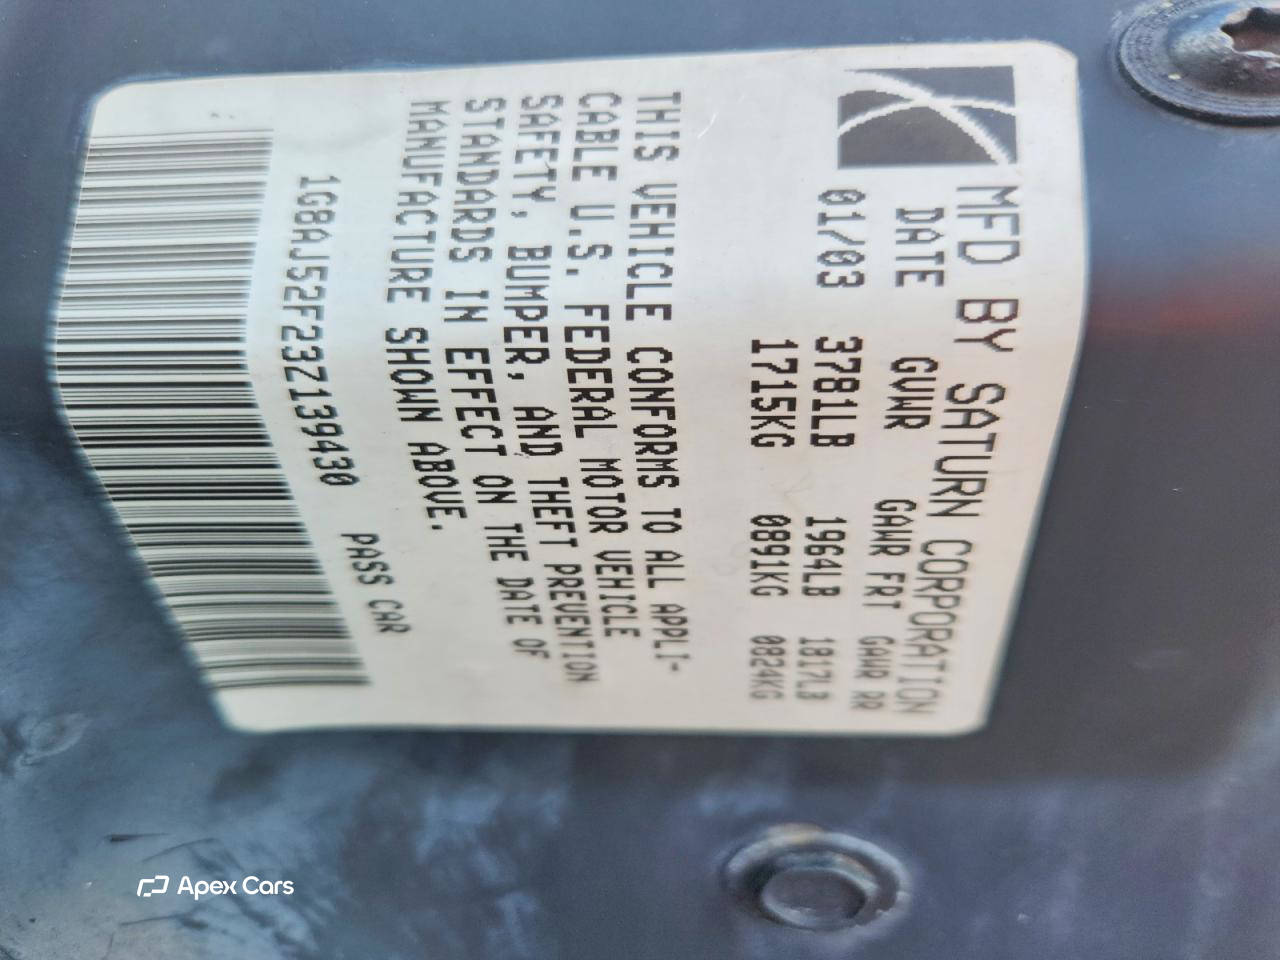 MFD BY SATURN CORPORATION
DATE GVWR GAWR FRT GAWR RR
01/03 3781LB 1964LB 1817LB
1715KG 0891KG 0824KG
THIS VEHICLE CONFORMS TO ALL APPLI-
CABLE U.S. FEDERAL MOTOR VEHICLE
SAFETY, BUMPER, AND THEFT PREVENTION
STANDARDS IN EFFECT ON THE DATE OF
MANUFACTURE SHOWN ABOVE.
1G8AJ52F23Z139430 PASS CAR
Apex Cars